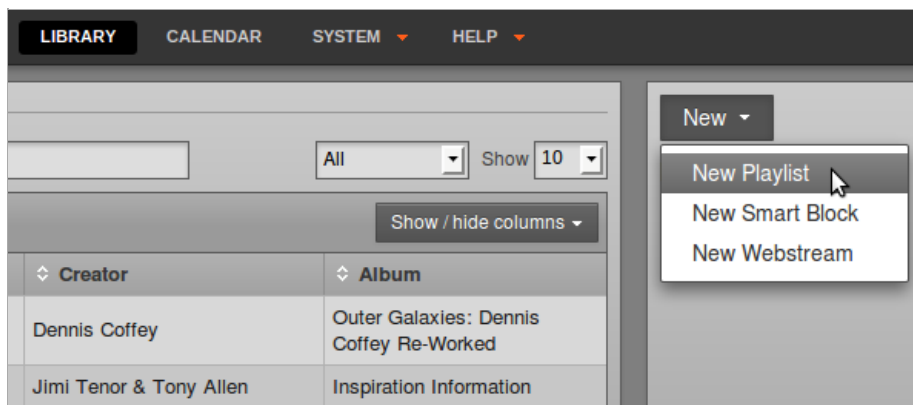 LIBRARY CALENDAR SYSTEM HELP
New
All Show 10
New Playlist
Show / hide columns
New Smart Block
New Webstream
Creator Album
Dennis Coffey
Outer Galaxies: Dennis
Coffey Re-Worked
Jimi Tenor & Tony Allen Inspiration Information